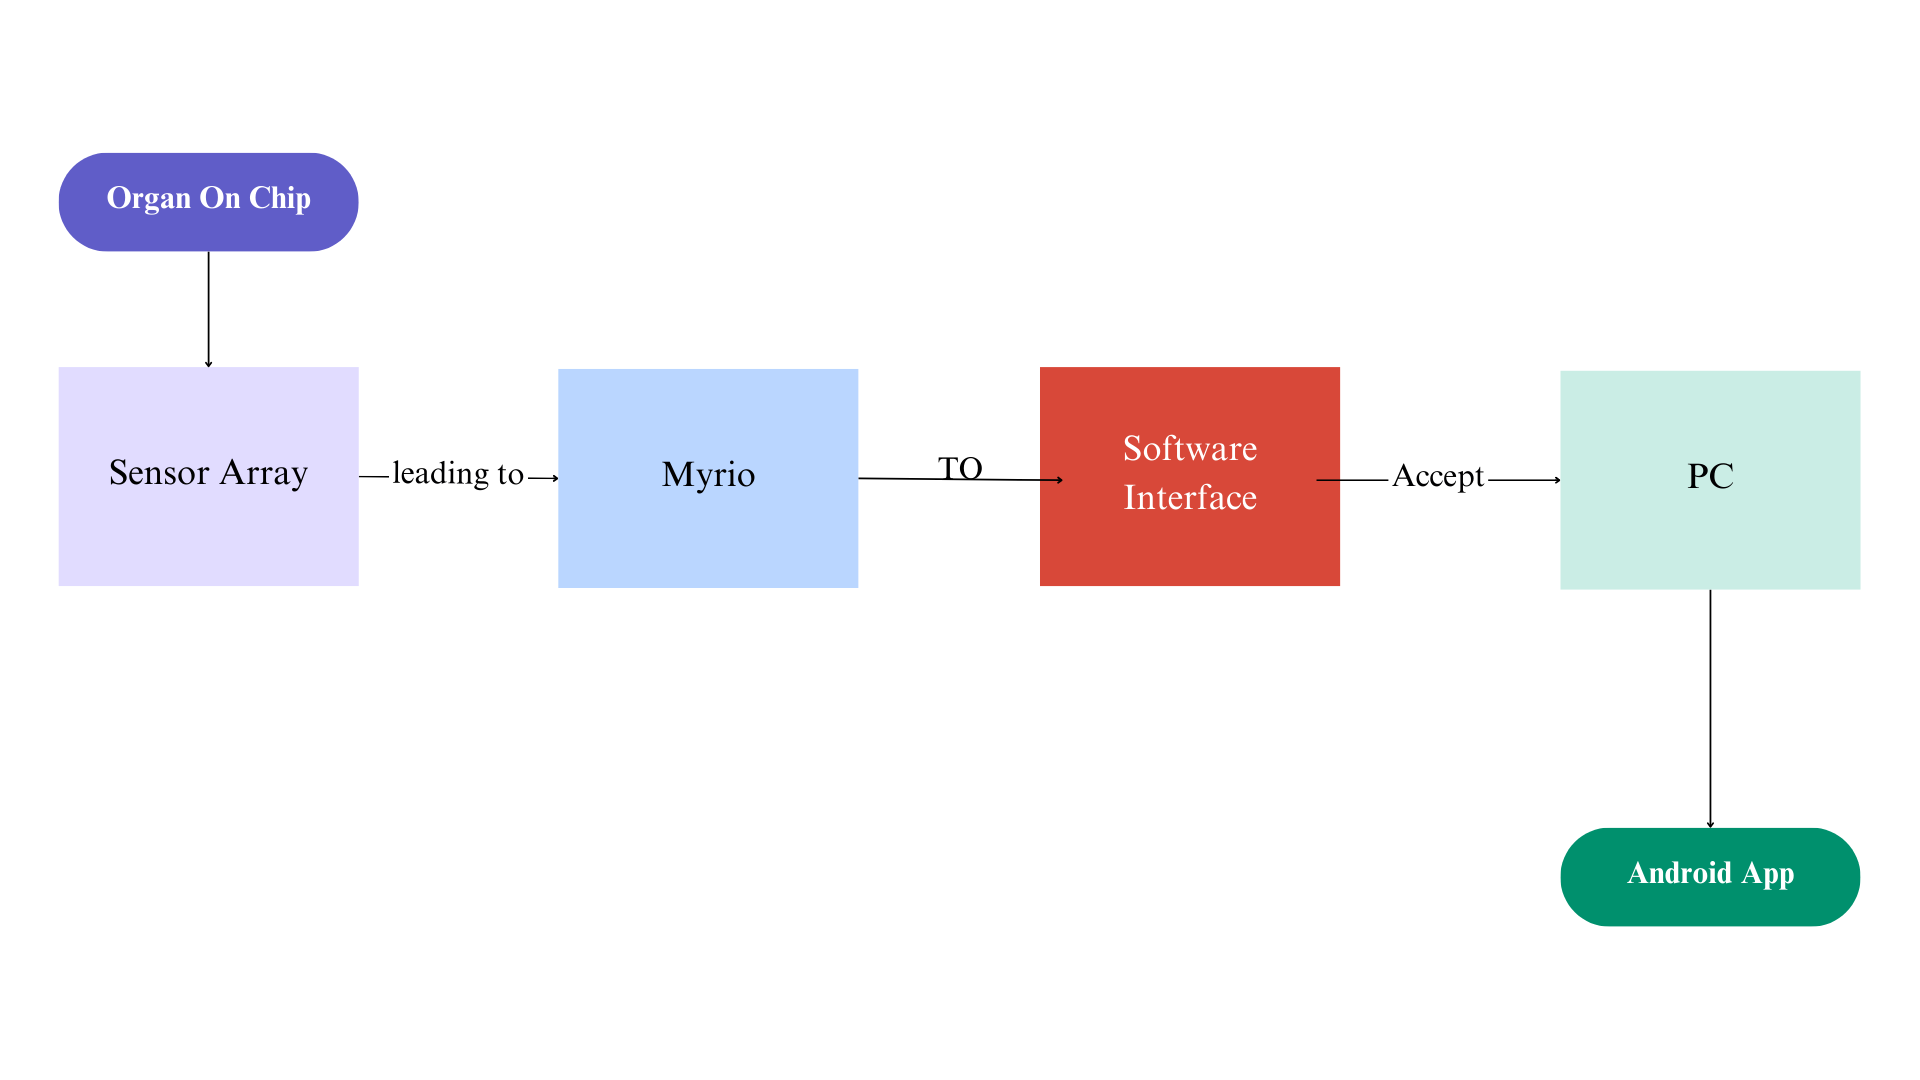 Organ On Chip
Sensor Array
leading to
Myrio
TO
Software
Interface
Accept
PC
Android App